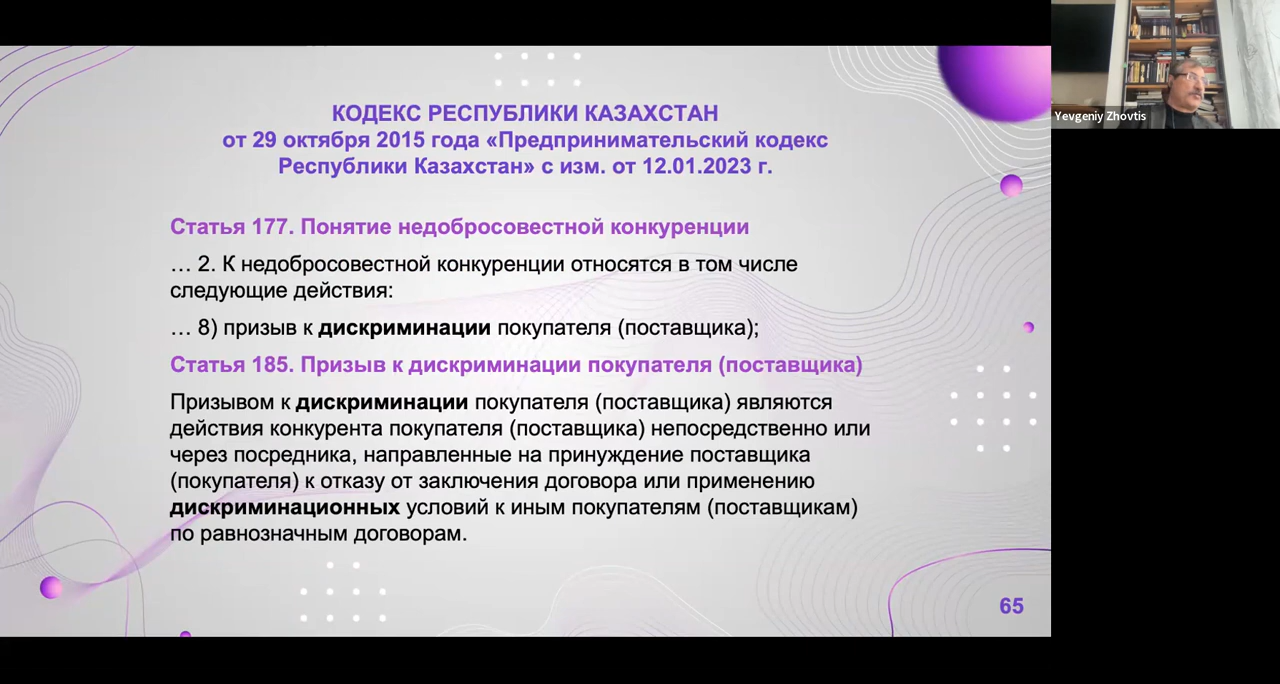 КОДЕКС РЕСПУБЛИКИ КАЗАХСТАН
от 29 октября 2015 года «Предпринимательский кодекс
Республики Казахстан» с изм. от 12.01.2023 г.
Статья 177. Понятие недобросовестной конкуренции
… 2. К недобросовестной конкуренции относятся в том числе
следующие действия:
… 8) призыв к дискриминации покупателя (поставщика);
Статья 185. Призыв к дискриминации покупателя (поставщика)
Призывом к дискриминации покупателя (поставщика) являются
действия конкурента покупателя (поставщика) непосредственно или
через посредника, направленные на принуждение поставщика
(покупателя) к отказу от заключения договора или применению
дискриминационных условий к иным покупателям (поставщикам)
по равнозначным договорам.
65
Yevgeniy Zhovtis